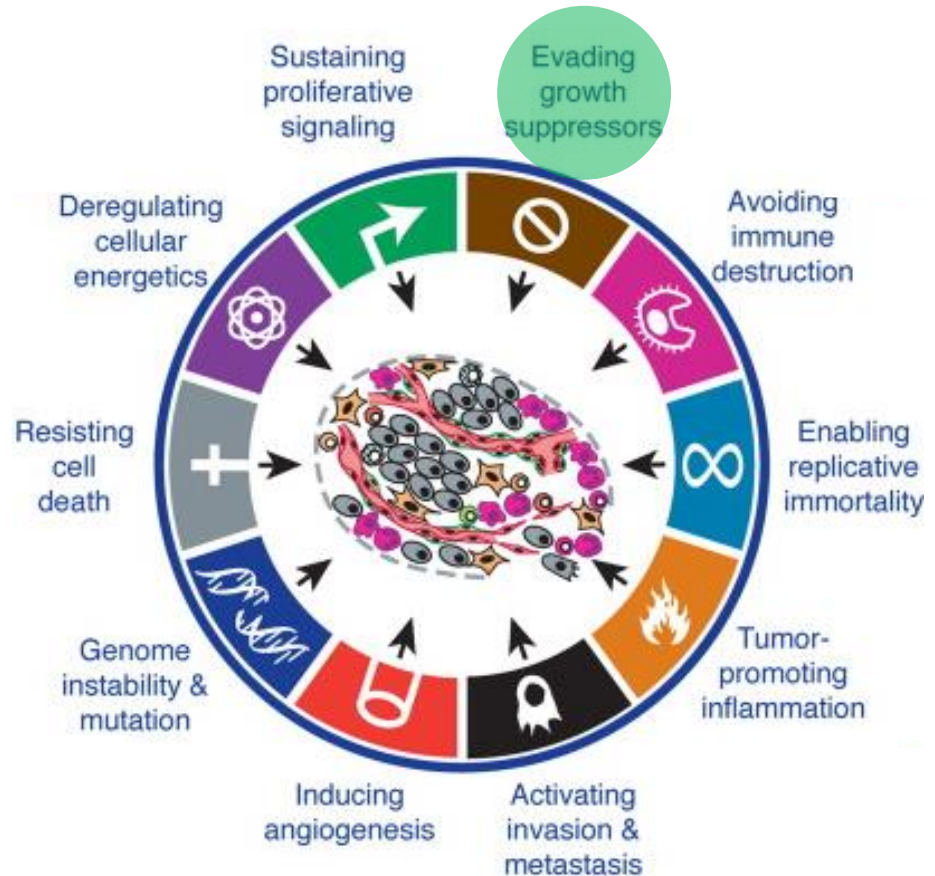 Sustaining
proliferative
signaling
Evading
growth
suppressors
Deregulating
cellular
energetics
Avoiding
immune
destruction
Resisting
cell
death
Enabling
replicative
immortality
Genome
instability &
mutation
Tumor-
promoting
inflammation
Inducing
angiogenesis
Activating
invasion &
metastasis